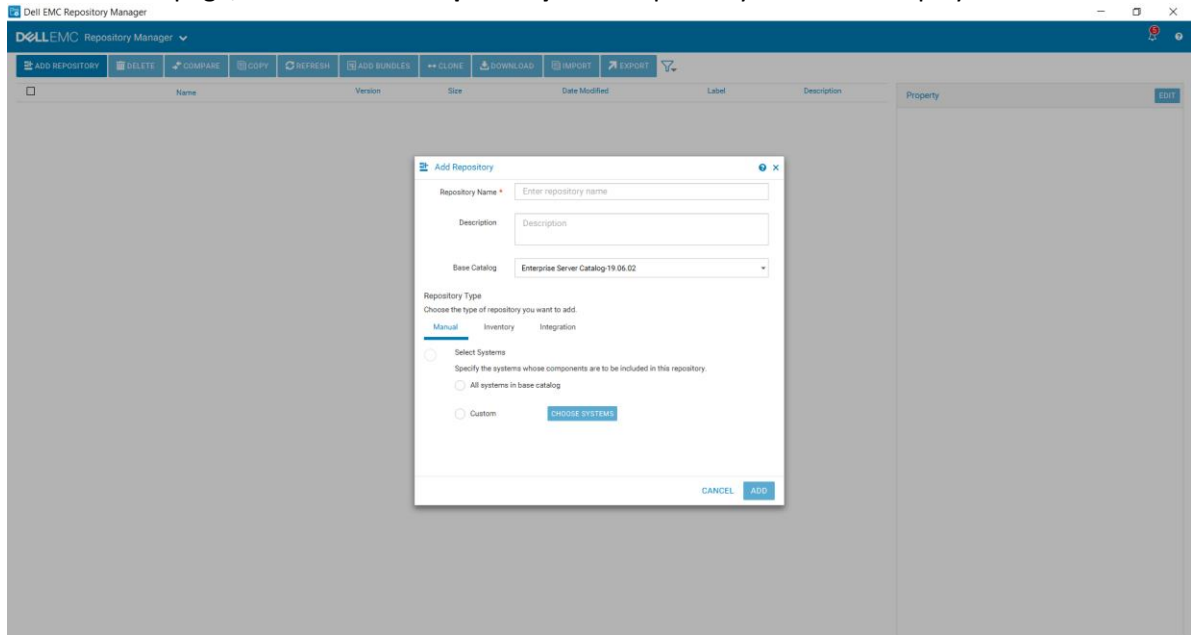 Dell EMC Repository Manager
DELLEMC Repository Manager
5
ADD REPOSITORY DELETE COMPARE COPY REFRESH ADD BUNDLES CLONE DOWNLOAD IMPORT EXPORT
Name Version Size Date Modified Label Description
Property EDIT
Add Repository
Repository Name * Enter repository name
Description Description
Base Catalog Enterprise Server Catalog-19.06.02
Repository Type
Choose the type of repository you want to add.
Manual Inventory Integration
Select Systems
Specify the systems whose components are to be included in this repository.
All systems in base catalog
Custom CHOOSE SYSTEMS
CANCEL ADD